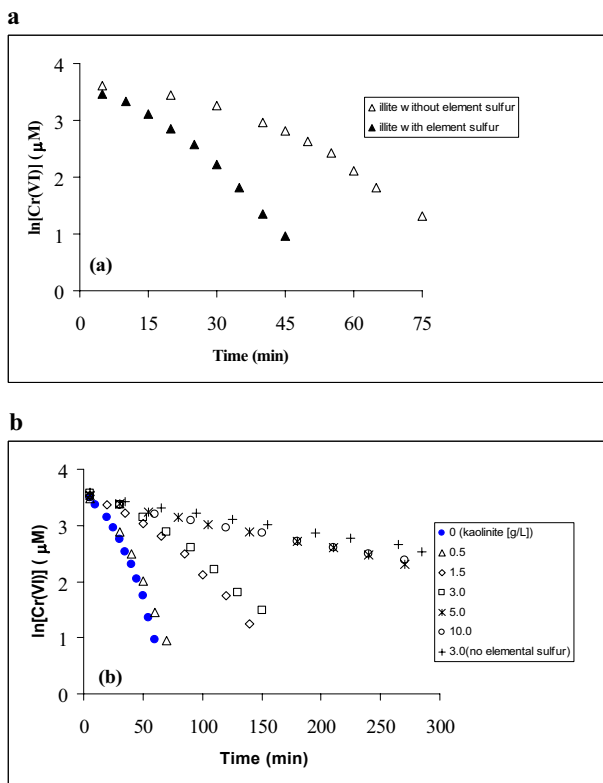 a
4
3
2
1
0
ln[Cr(VI)] (μM)
(a)
0 15 30 45 60 75
Time (min)
illite without element sulfur
illite with element sulfur
b
4
3
2
1
0
ln[Cr(VI)] ( μM)
(b)
0 50 100 150 200 250 300
Time (min)
0 (kaolinite [g/L])
0.5
1.5
3.0
5.0
10.0
3.0(no elemental sulfur)